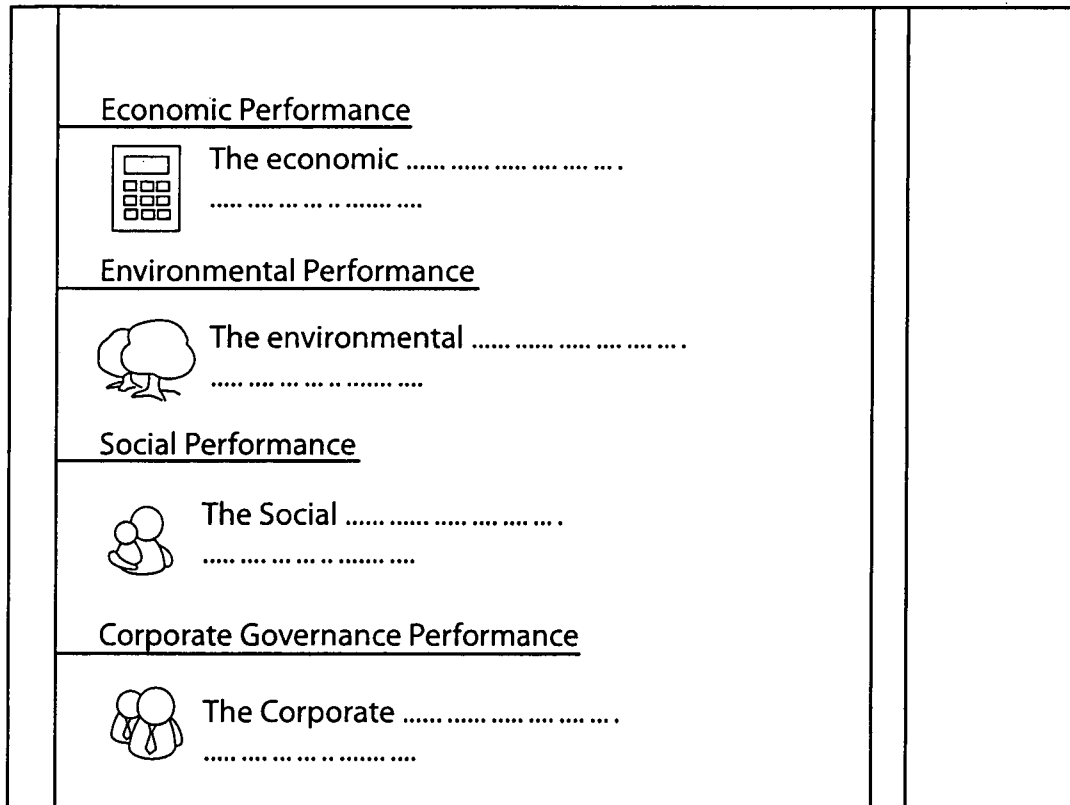 Economic Performance
The economic ...... ...... ..... .... .... ... .
..... .... ... ... .. ....... ....
Environmental Performance
The environmental ...... ...... ..... .... .... ... .
..... .... ... ... .. ....... ....
Social Performance
The Social ...... ...... ..... .... .... ... .
..... .... ... ... .. ....... ....
Corporate Governance Performance
The Corporate ...... ...... ..... .... .... ... .
..... .... ... ... .. ....... ....